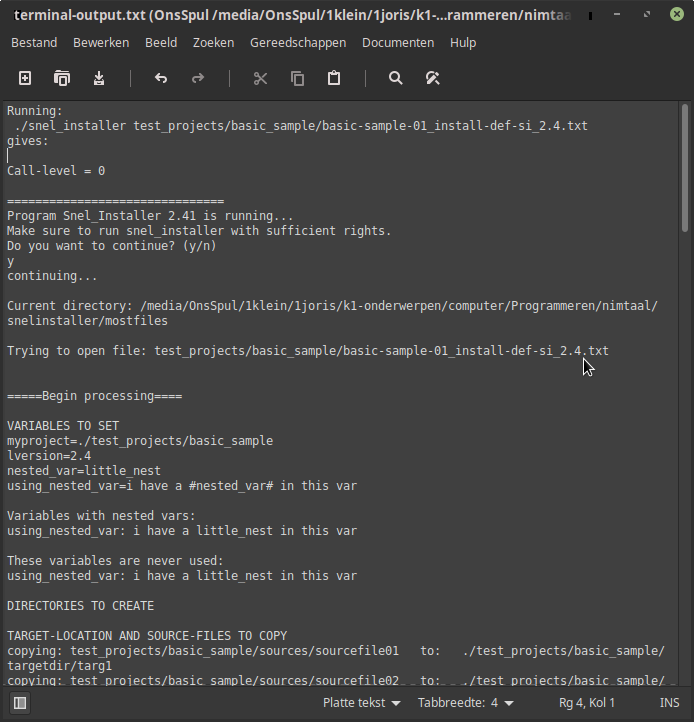 terminal-output.txt (OnsSpul /media/OnsSpul/1klein/1joris/k1-...rammeren/nimtaa
Bestand Bewerken Beeld Zoeken Gereedschappen Documenten Hulp
Running:
./snel_installer test_projects/basic_sample/basic-sample-01_install-def-si_2.4.txt
gives:
Call-level = 0
===============================
Program Snel_Installer 2.41 is running...
Make sure to run snel_installer with sufficient rights.
Do you want to continue? (y/n)
y
continuing...
Current directory: /media/OnsSpul/1klein/1joris/k1-onderwerpen/computer/Programmeren/nimtaal/
snelinstaller/mostfiles
Trying to open file: test_projects/basic_sample/basic-sample-01_install-def-si_2.4.txt
=====Begin processing====
VARIABLES TO SET
myproject=./test_projects/basic_sample
lversion=2.4
nested_var=little_nest
using_nested_var=i have a #nested_var# in this var
Variables with nested vars:
using_nested_var: i have a little_nest in this var
These variables are never used:
using_nested_var: i have a little_nest in this var
DIRECTORIES TO CREATE
TARGET-LOCATION AND SOURCE-FILES TO COPY
copying: test_projects/basic_sample/sources/sourcefile01   to:   ./test_projects/basic_sample/
targetdir/targ1
copying: test_projects/basic_sample/sources/sourcefile02   to:   ./test_projects/basic_sample/
Platte tekst Tabbreedte: 4 Rg 4, Kol 1 INS